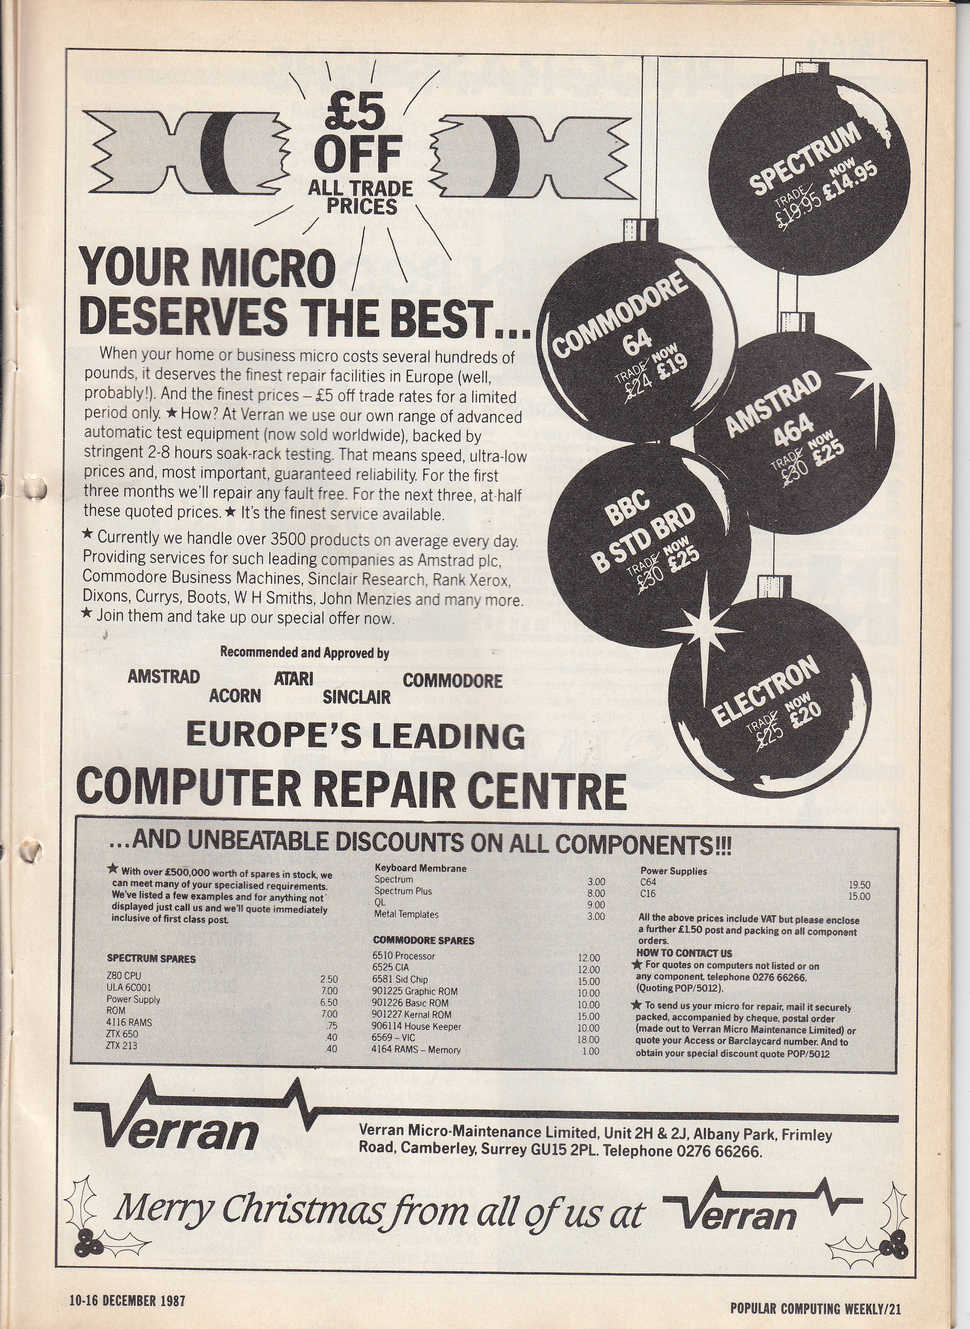 £5
OFF
ALL TRADE
PRICES
SPECTRUM
TRADE NOW
£19.95 £14.95
COMMODORE
64
TRADE NOW
£24 £19
AMSTRAD
464
TRADE NOW
£30 £25
BBC
B STD BRD
TRADE NOW
£30 £25
ELECTRON
TRADE NOW
£25 £20
YOUR MICRO
DESERVES THE BEST...
When your home or business micro costs several hundreds of
pounds, it deserves the finest repair facilities in Europe (well,
probably!). And the finest prices – £5 off trade rates for a limited
period only. ★ How? At Verran we use our own range of advanced
automatic test equipment (now sold worldwide), backed by
stringent 2-8 hours soak-rack testing. That means speed, ultra-low
prices and, most important, guaranteed reliability. For the first
three months we'll repair any fault free. For the next three, at half
these quoted prices. ★ It's the finest service available.
★ Currently we handle over 3500 products on average every day.
Providing services for such leading companies as Amstrad plc,
Commodore Business Machines, Sinclair Research, Rank Xerox,
Dixons, Currys, Boots, W H Smiths, John Menzies and many more.
★ Join them and take up our special offer now.
Recommended and Approved by
AMSTRAD ATARI COMMODORE
ACORN SINCLAIR
EUROPE'S LEADING
COMPUTER REPAIR CENTRE
...AND UNBEATABLE DISCOUNTS ON ALL COMPONENTS!!!
★ With over £500,000 worth of spares in stock, we
can meet many of your specialised requirements.
We've listed a few examples and for anything not
displayed just call us and we'll quote immediately
inclusive of first class post.
SPECTRUM SPARES
Z80 CPU 2.50
ULA 6C001 7.00
Power Supply 6.50
ROM 7.00
4116 RAMS .75
ZTX 650 .40
ZTX 213 .40
Keyboard Membrane
Spectrum 3.00
Spectrum Plus 8.00
QL 9.00
Metal Templates 3.00
COMMODORE SPARES
6510 Processor 12.00
6525 CIA 12.00
6581 Sid Chip 15.00
901225 Graphic ROM 10.00
901226 Basic ROM 10.00
901227 Kernal ROM 15.00
906114 House Keeper 10.00
6569 – VIC 18.00
4164 RAMS – Memory 1.00
Power Supplies
C64 19.50
C16 15.00
All the above prices include VAT but please enclose
a further £1.50 post and packing on all component
orders.
HOW TO CONTACT US
★ For quotes on computers not listed or on
any component, telephone 0276 66266.
(Quoting POP/5012).
★ To send us your micro for repair, mail it securely
packed, accompanied by cheque, postal order
(made out to Verran Micro Maintenance Limited) or
quote your Access or Barclaycard number. And to
obtain your special discount quote POP/5012
Verran
Verran Micro-Maintenance Limited, Unit 2H & 2J, Albany Park, Frimley
Road, Camberley, Surrey GU15 2PL. Telephone 0276 66266.
Merry Christmas from all of us at Verran
10-16 DECEMBER 1987
POPULAR COMPUTING WEEKLY/21